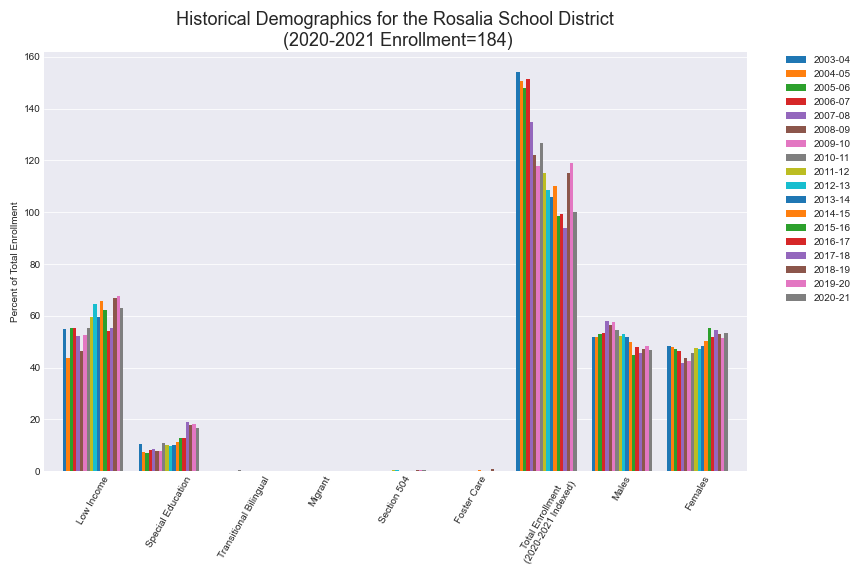 Historical Demographics for the Rosalia School District
(2020-2021 Enrollment=184)
160
140
120
100
80
60
40
20
0
Percent of Total Enrollment
Low Income
Special Education
Transitional Bilingual
Migrant
Section 504
Foster Care
Total Enrollment
(2020-2021 Indexed)
Males
Females
2003-04
2004-05
2005-06
2006-07
2007-08
2008-09
2009-10
2010-11
2011-12
2012-13
2013-14
2014-15
2015-16
2016-17
2017-18
2018-19
2019-20
2020-21